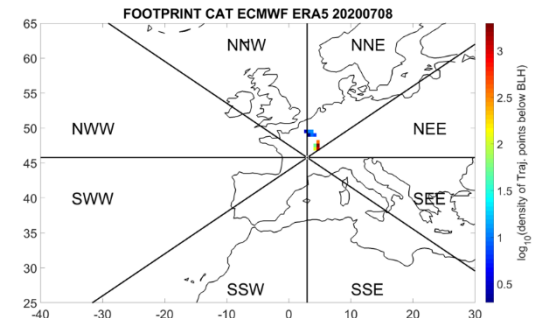 FOOTPRINT CAT ECMWF ERA5 20200708
65
60
55
50
45
40
35
30
25
-40
-30
-20
-10
0
10
20
30
NNW
NNE
NWW
NEE
SWW
SEE
SSW
SSE
3
2.5
2
1.5
1
0.5
log10(density of Traj. points below BLH)